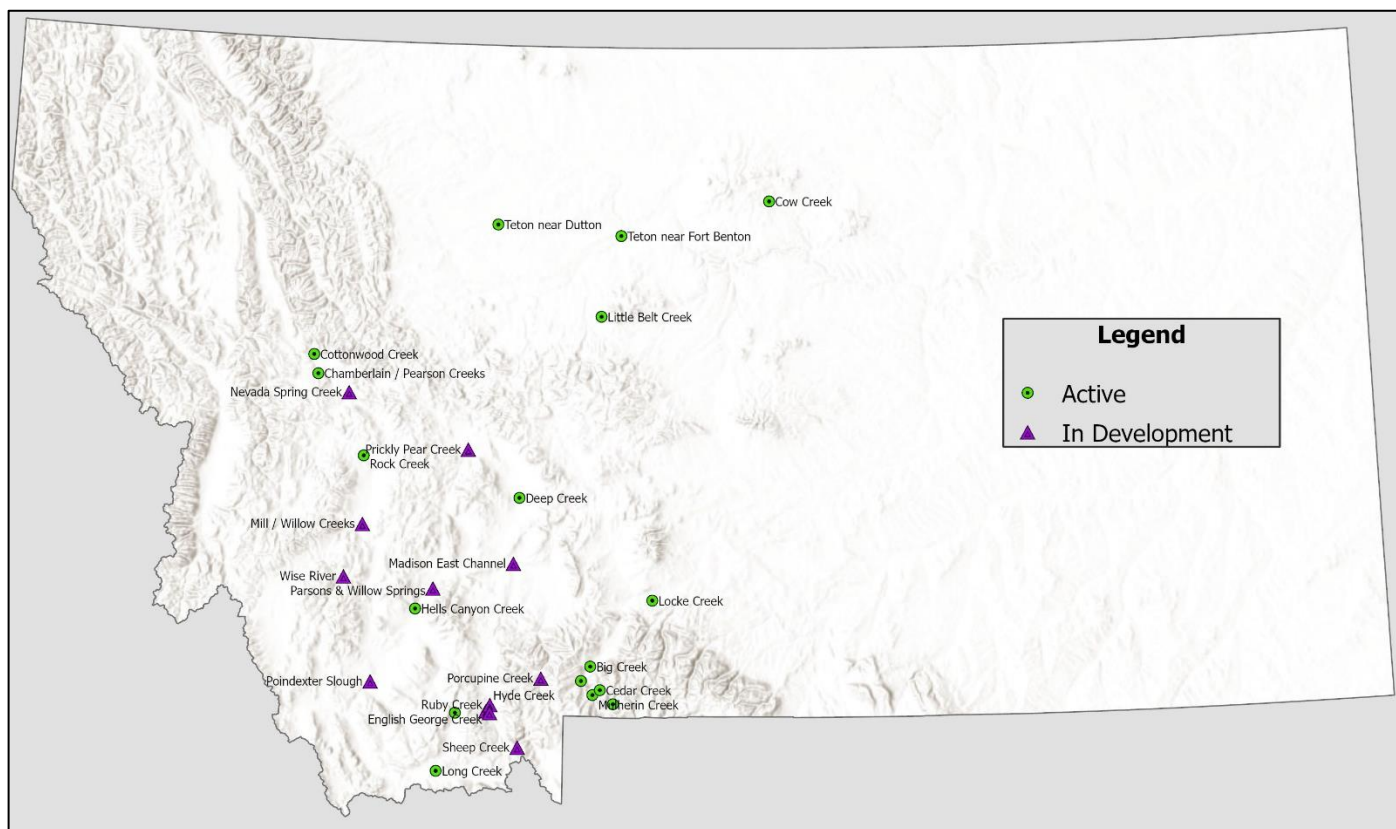 Cow Creek
Teton near Dutton
Teton near Fort Benton
Little Belt Creek
Legend
Active
In Development
Cottonwood Creek
Chamberlain / Pearson Creeks
Nevada Spring Creek
Prickly Pear Creek
Rock Creek
Deep Creek
Mill / Willow Creeks
Madison East Channel
Wise River
Parsons & Willow Springs
Hells Canyon Creek
Locke Creek
Big Creek
Porcupine Creek
Poindexter Slough
Cedar Creek
Hyde Creek
Ruby Creek
Creek
English George Creek
Sheep Creek
Long Creek